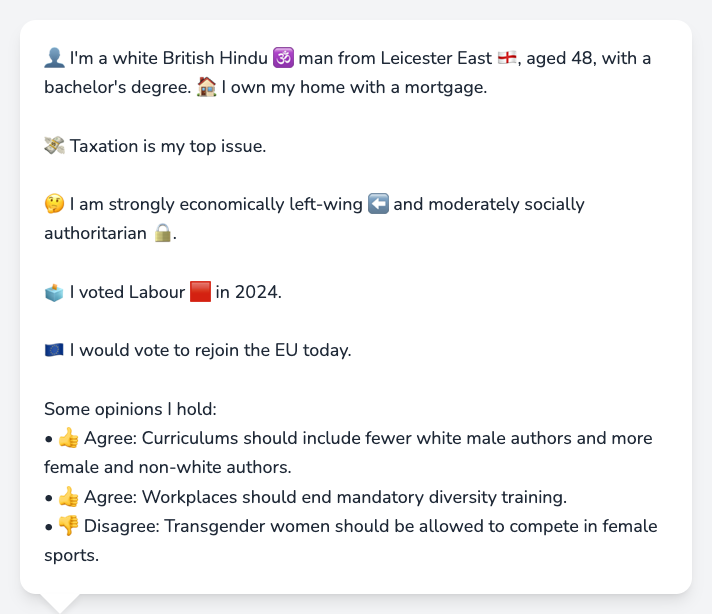 👤 I'm a white British Hindu 🕉️ man from Leicester East 🏴󠁧󠁢󠁥󠁮󠁧󠁿, aged 48, with a
bachelor's degree. 🏠 I own my home with a mortgage.
💸 Taxation is my top issue.
🤔 I am strongly economically left-wing ⬅️ and moderately socially
authoritarian 🔒.
🗳️ I voted Labour 🟥 in 2024.
🇪🇺 I would vote to rejoin the EU today.
Some opinions I hold:
• 👍 Agree: Curriculums should include fewer white male authors and more
female and non-white authors.
• 👍 Agree: Workplaces should end mandatory diversity training.
• 👎 Disagree: Transgender women should be allowed to compete in female
sports.